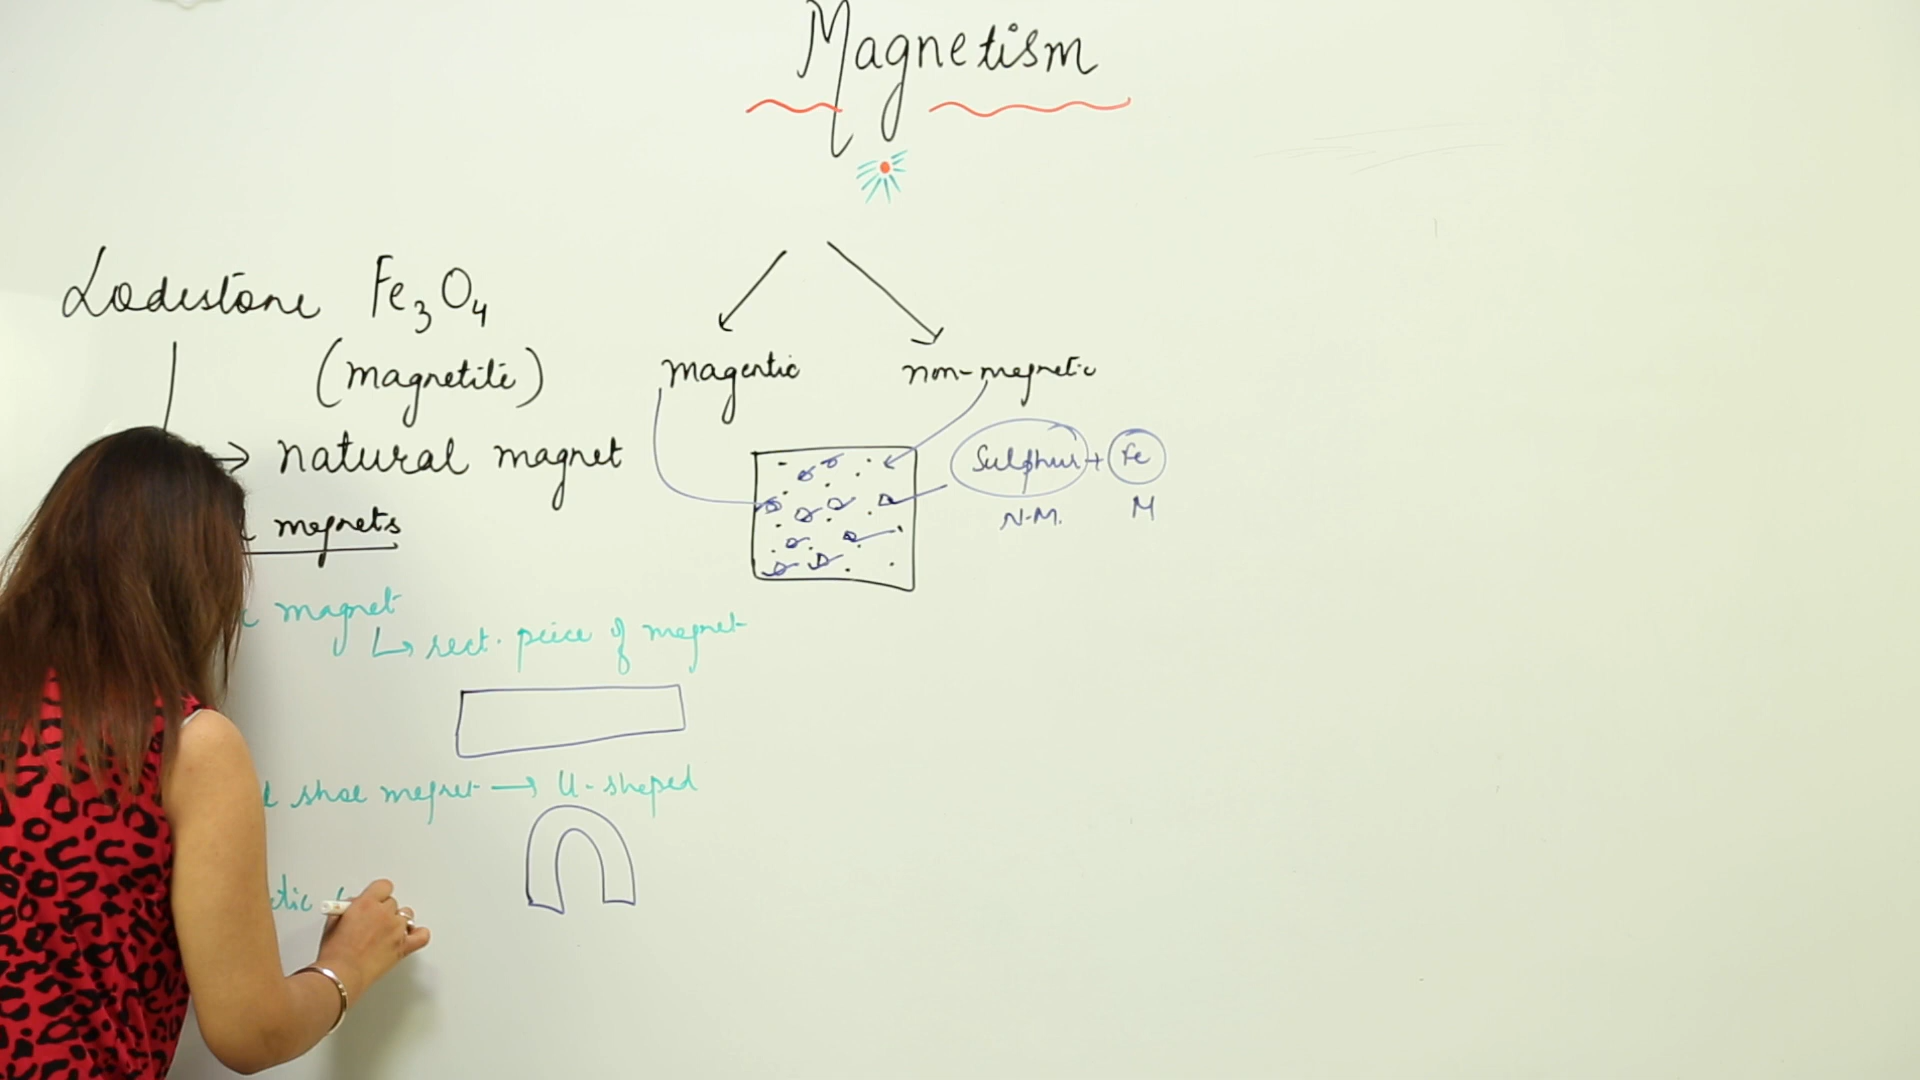 Magnetism
Lodestone Fe3O4
(magnetite)
→ natural magnet
magnets
magnet
↳ rect. peice of magnet
shoe magnet → U-shaped
magentic non-magnetic
Sulphur + Fe
N.M. M